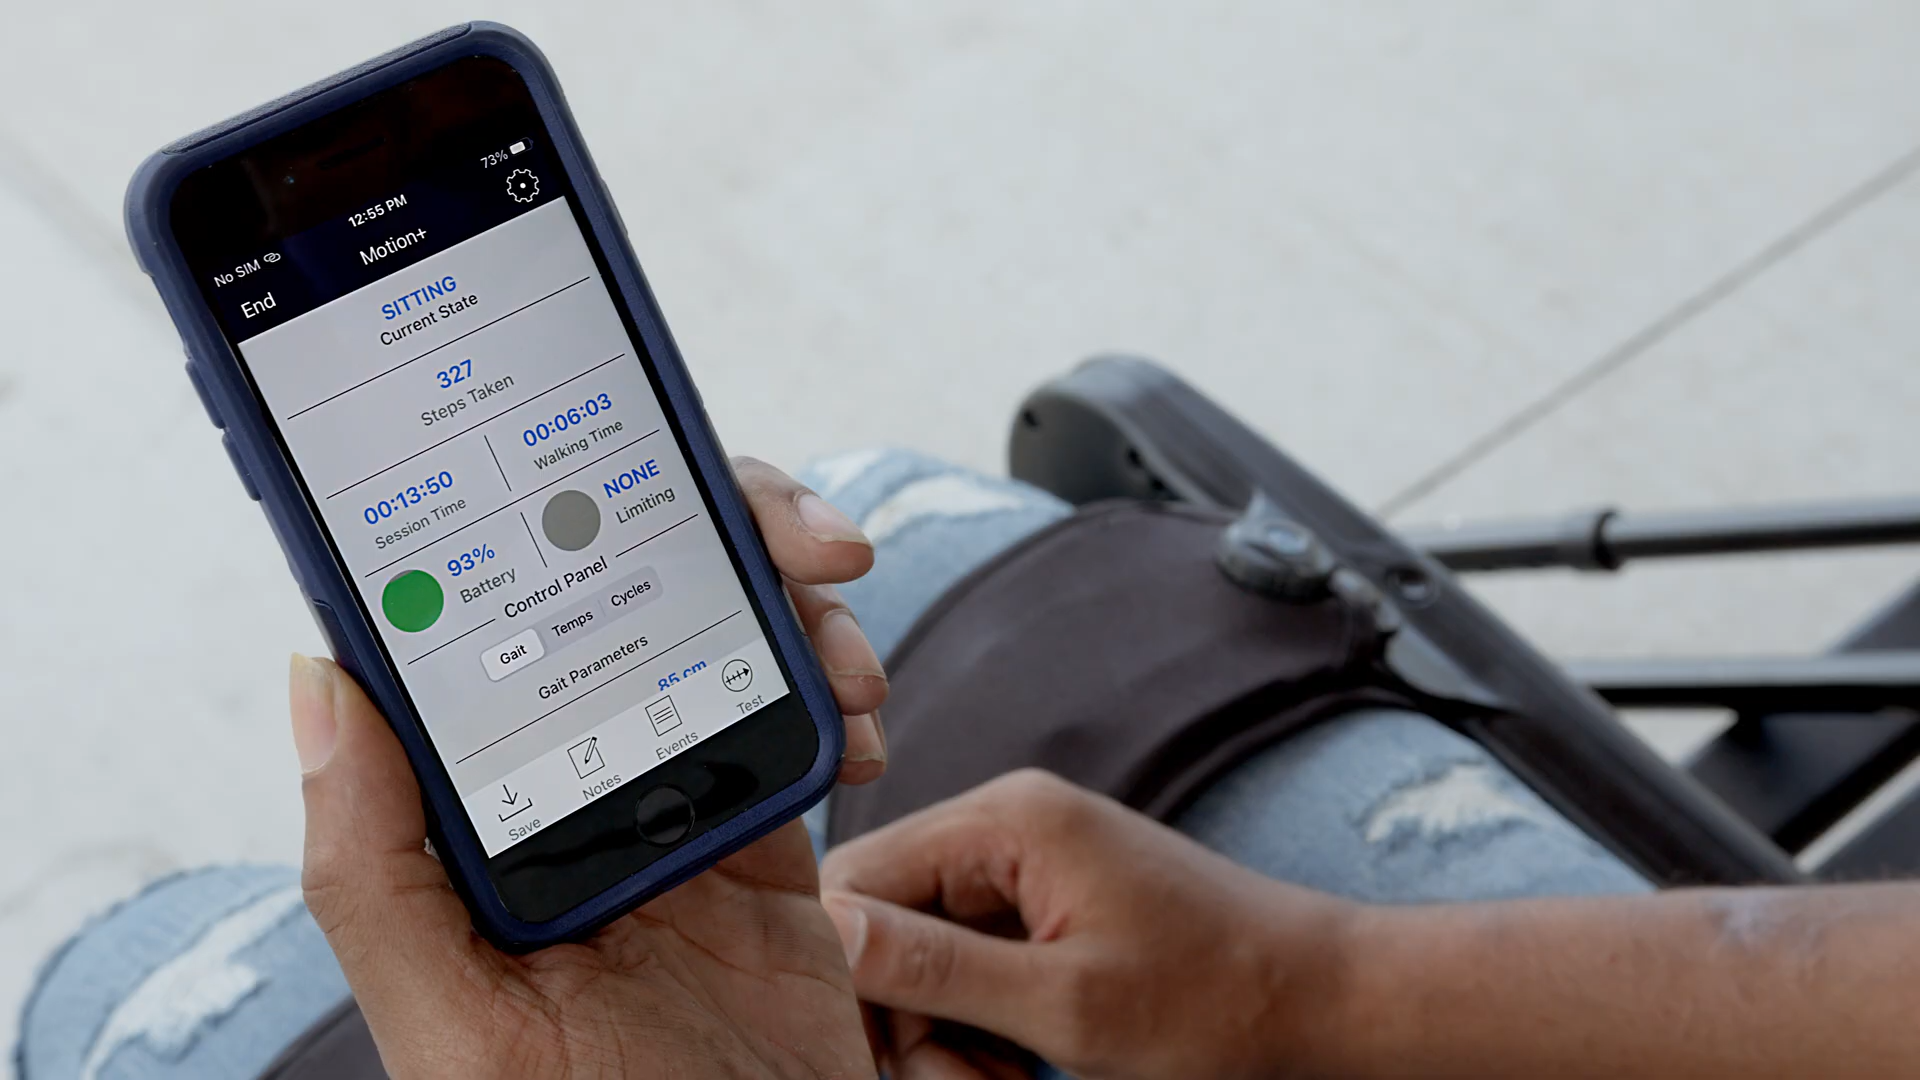 73%
12:55 PM
No SIM
Motion+
End
SITTING
Current State
327
Steps Taken
00:13:50
Session Time
00:06:03
Walking Time
93%
Battery
NONE
Limiting
Control Panel
Gait Temps Cycles
Gait Parameters
85 cm
Save Notes Events Test